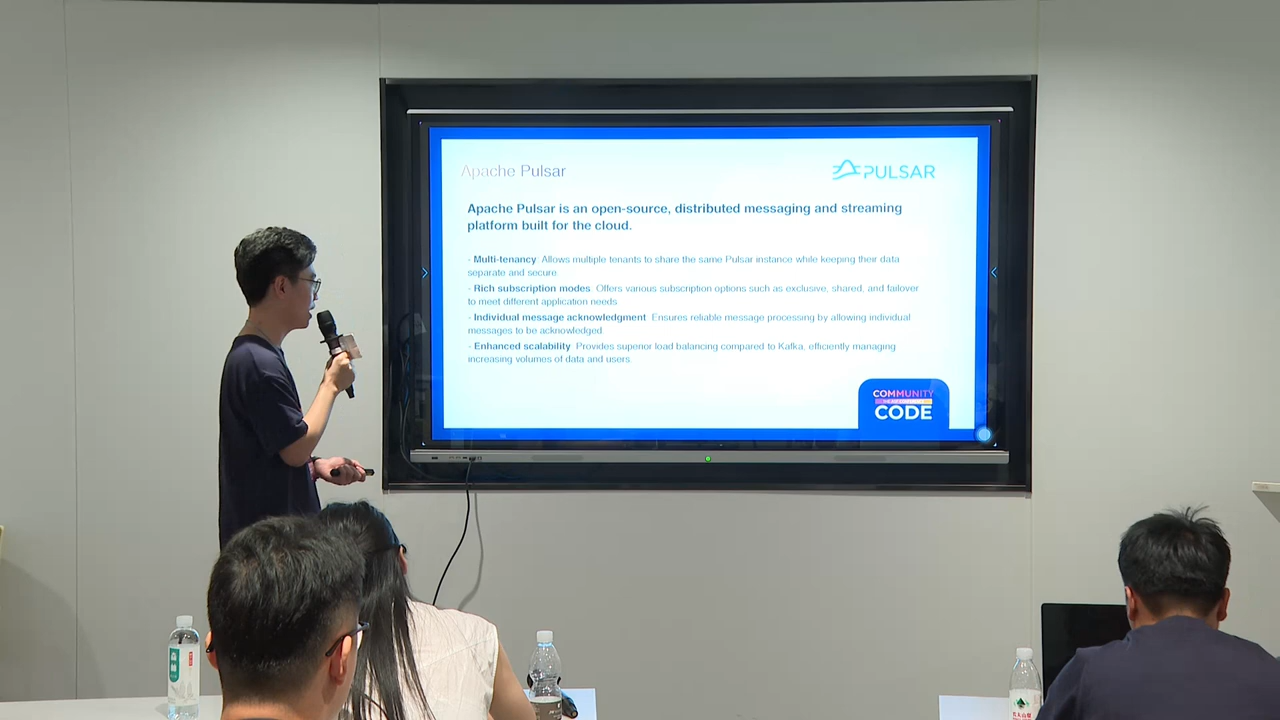 Apache Pulsar
PULSAR
Apache Pulsar is an open-source, distributed messaging and streaming
platform built for the cloud.
- Multi-tenancy Allows multiple tenants to share the same Pulsar instance while keeping their data
separate and secure
- Rich subscription modes Offers various subscription options such as exclusive, shared, and failover
to meet different application needs
- Individual message acknowledgment Ensures reliable message processing by allowing individual
messages to be acknowledged
- Enhanced scalability Provides superior load balancing compared to Kafka, efficiently managing
increasing volumes of data and users.
COMMUNITY
CODE